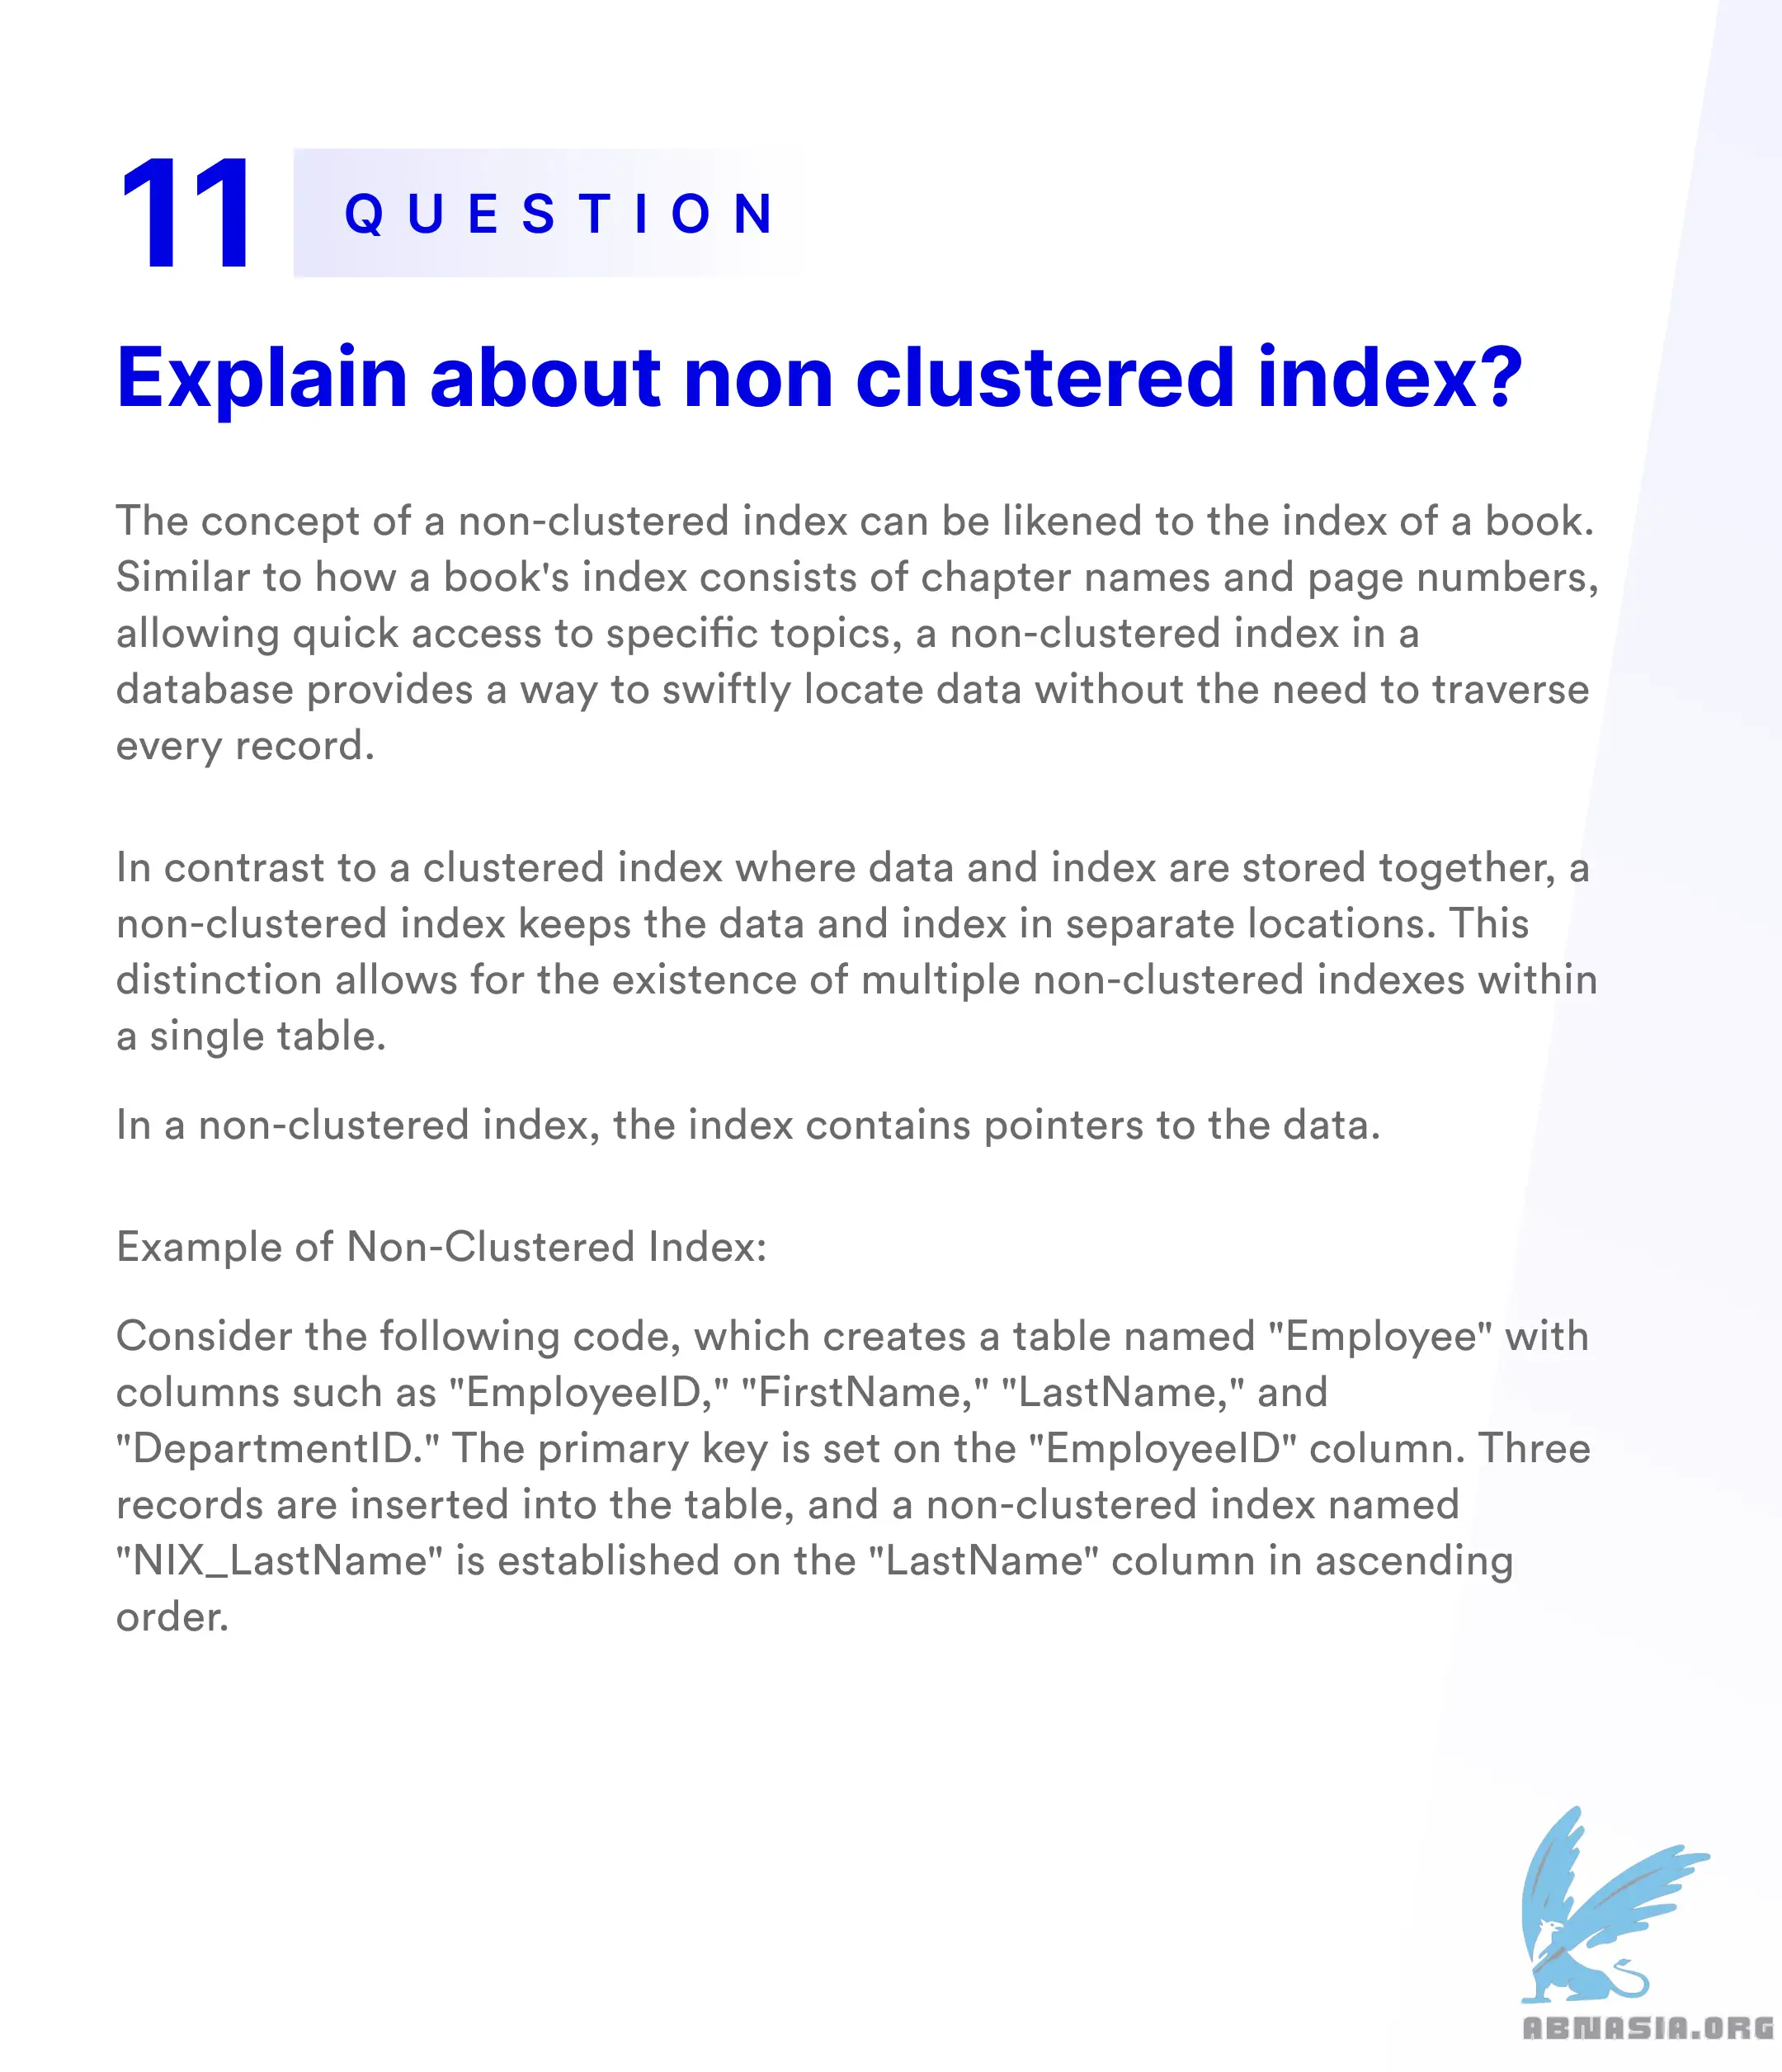 11
QUESTION
Explain about non clustered index?
The concept of a non-clustered index can be likened to the index of a book.
Similar to how a book's index consists of chapter names and page numbers,
allowing quick access to specific topics, a non-clustered index in a
database provides a way to swiftly locate data without the need to traverse
every record.
In contrast to a clustered index where data and index are stored together, a
non-clustered index keeps the data and index in separate locations. This
distinction allows for the existence of multiple non-clustered indexes within
a single table.
In a non-clustered index, the index contains pointers to the data.
Example of Non-Clustered Index:
Consider the following code, which creates a table named "Employee" with
columns such as "EmployeeID," "FirstName," "LastName," and
"DepartmentID." The primary key is set on the "EmployeeID" column. Three
records are inserted into the table, and a non-clustered index named
"NIX_LastName" is established on the "LastName" column in ascending
order.
ABNASIA.ORG